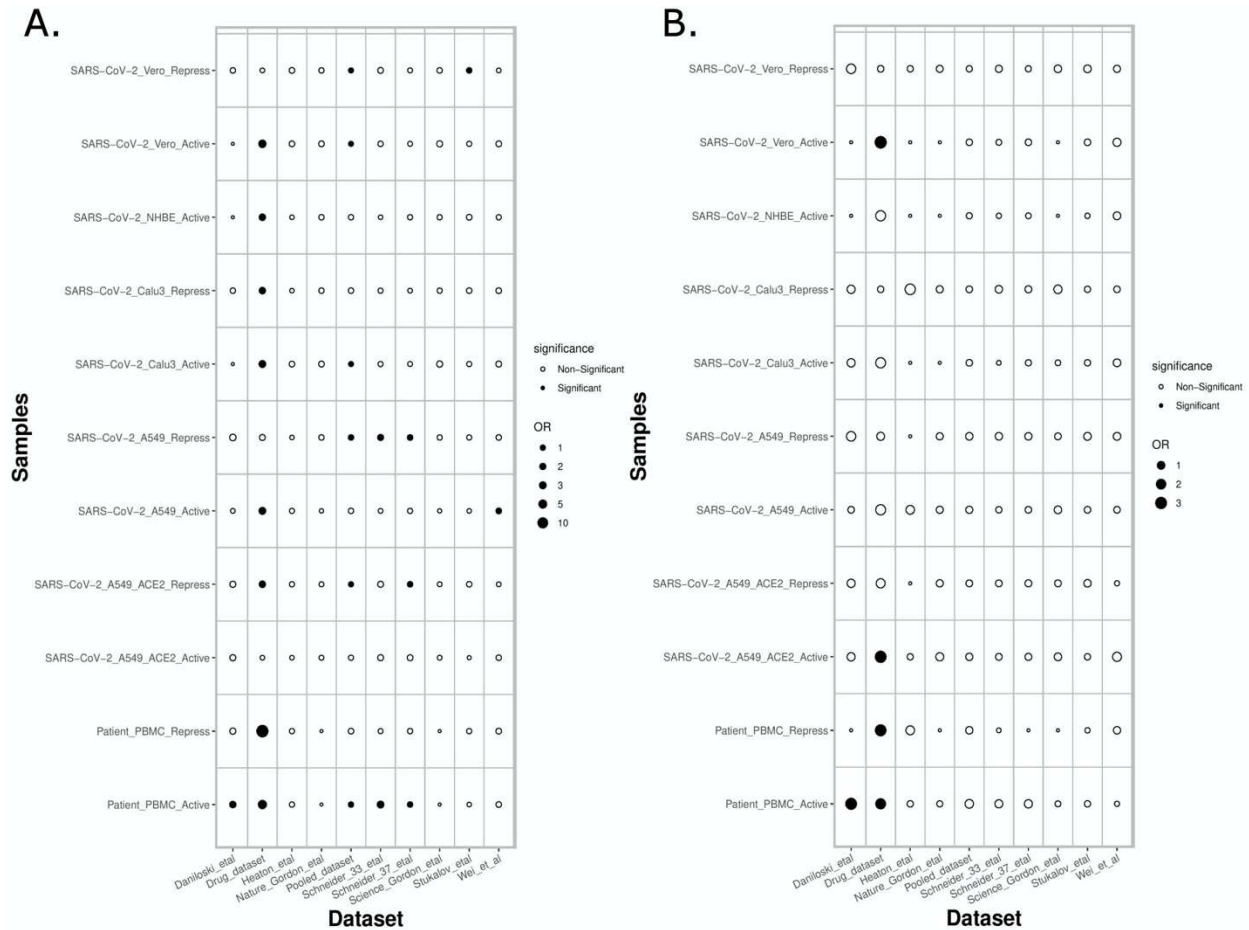 A.
SARS-CoV-2_Vero_Repress
SARS-CoV-2_Vero_Active
SARS-CoV-2_NHBE_Active
SARS-CoV-2_Calu3_Repress
SARS-CoV-2_Calu3_Active
SARS-CoV-2_A549_Repress
SARS-CoV-2_A549_Active
SARS-CoV-2_A549_ACE2_Repress
SARS-CoV-2_A549_ACE2_Active
Patient_PBMC_Repress
Patient_PBMC_Active
Samples
Daniloski_etal
Drug_dataset
Heaton_etal
Nature_Gordon_etal
Pooled_dataset
Schneider_33_etal
Schneider_37_etal
Science_Gordon_etal
Stukalov_etal
Wei_et_al
Dataset
significance
Non-Significant
Significant
OR
1
2
3
5
10
B.
SARS-CoV-2_Vero_Repress
SARS-CoV-2_Vero_Active
SARS-CoV-2_NHBE_Active
SARS-CoV-2_Calu3_Repress
SARS-CoV-2_Calu3_Active
SARS-CoV-2_A549_Repress
SARS-CoV-2_A549_Active
SARS-CoV-2_A549_ACE2_Repress
SARS-CoV-2_A549_ACE2_Active
Patient_PBMC_Repress
Patient_PBMC_Active
Samples
Daniloski_etal
Drug_dataset
Heaton_etal
Nature_Gordon_etal
Pooled_dataset
Schneider_33_etal
Schneider_37_etal
Science_Gordon_etal
Stukalov_etal
Wei_et_al
Dataset
significance
Non-Significant
Significant
OR
1
2
3